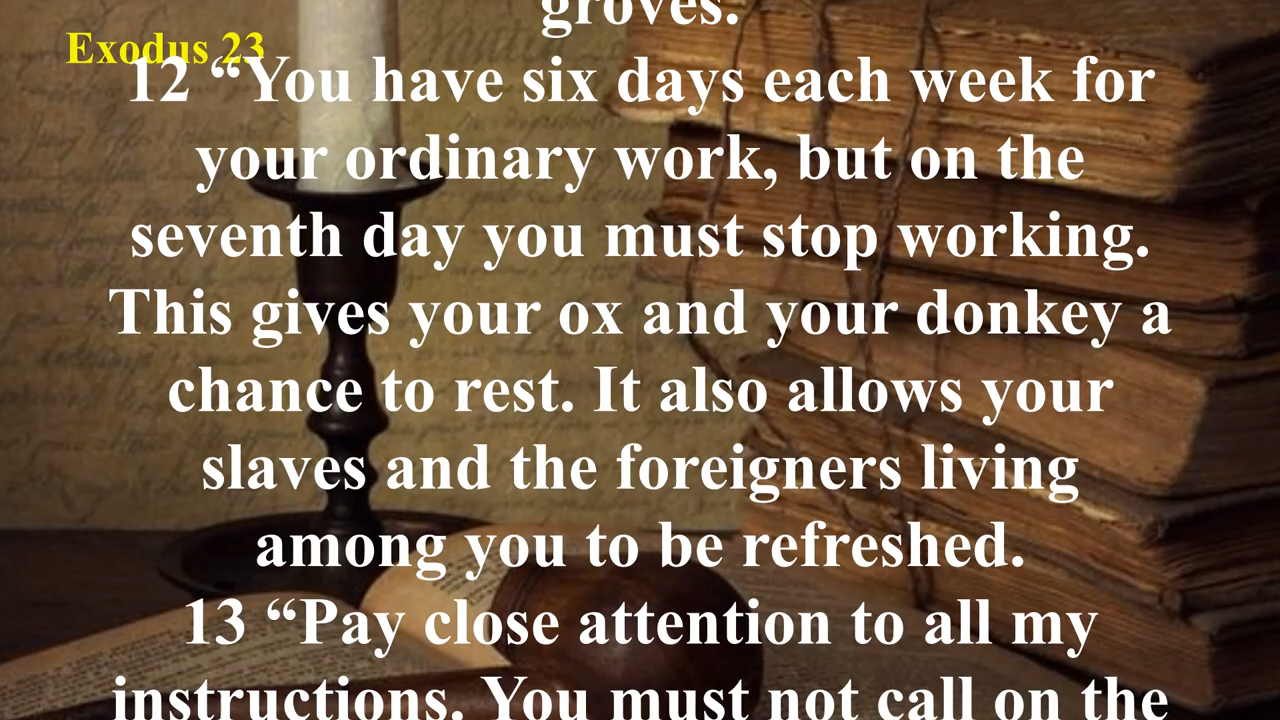 groves.
Exodus 23
12 “You have six days each week for
your ordinary work, but on the
seventh day you must stop working.
This gives your ox and your donkey a
chance to rest. It also allows your
slaves and the foreigners living
among you to be refreshed.
13 “Pay close attention to all my
instructions. You must not call on the